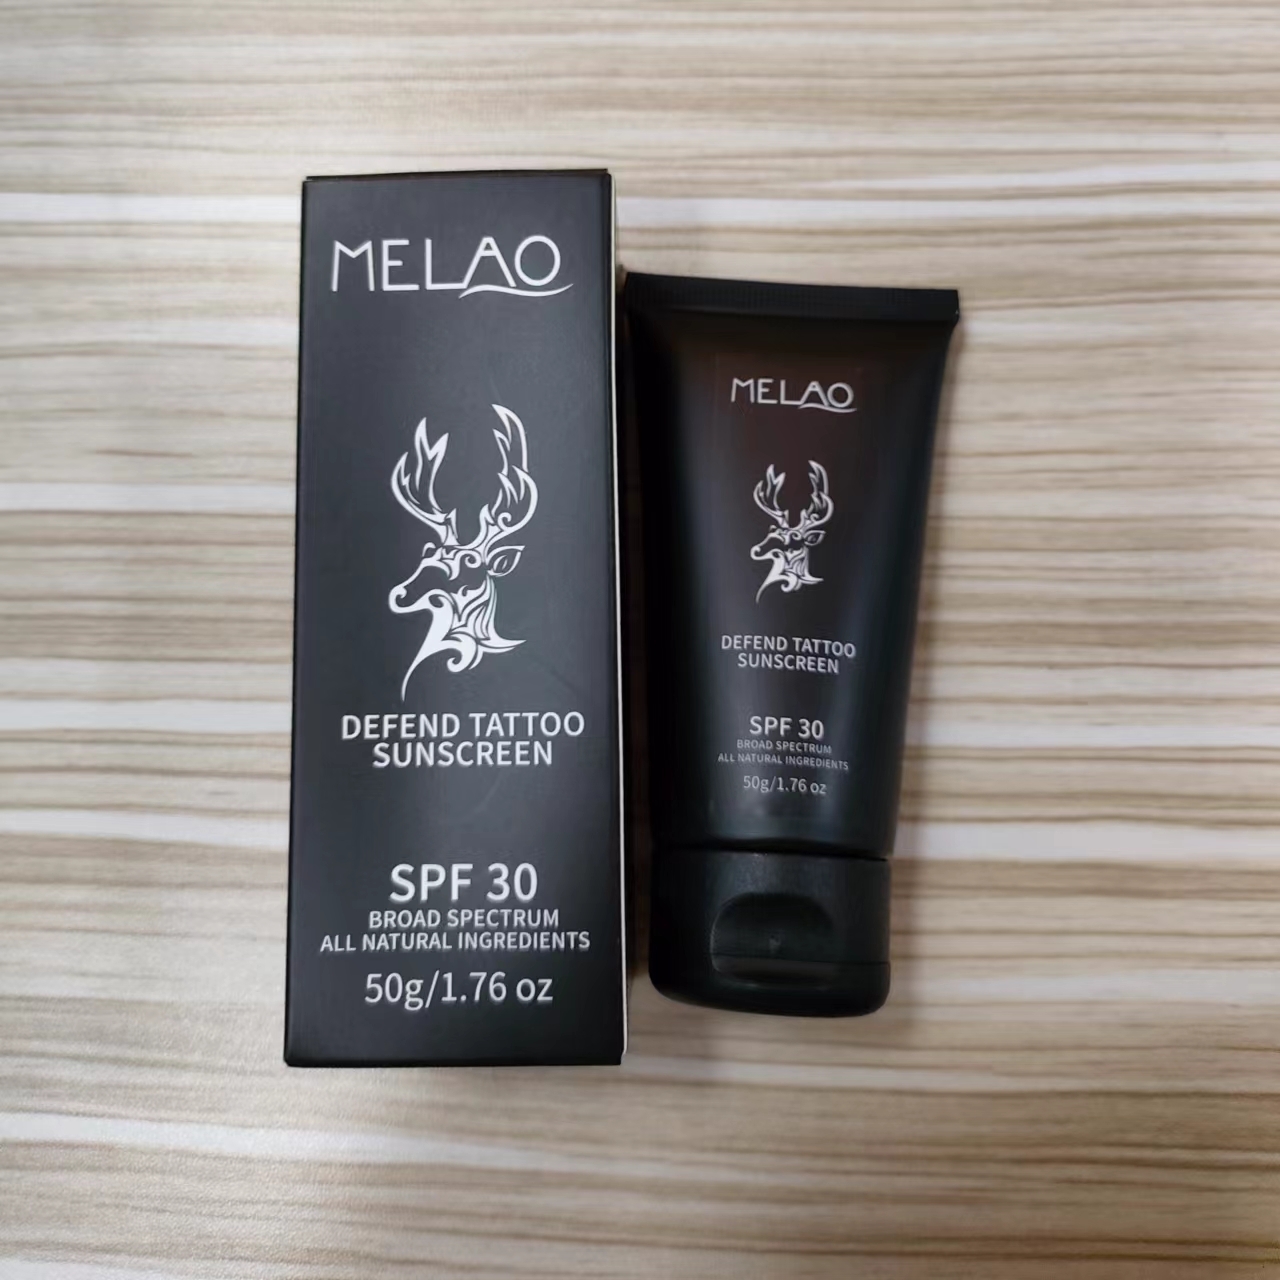 MELAO
DEFEND TATTOO
SUNSCREEN
SPF 30
BROAD SPECTRUM
ALL NATURAL INGREDIENTS
50g/1.76 oz
MELAO
DEFEND TATTOO
SUNSCREEN
SPF 30
BROAD SPECTRUM
ALL NATURAL INGREDIENTS
50g/1.76 oz